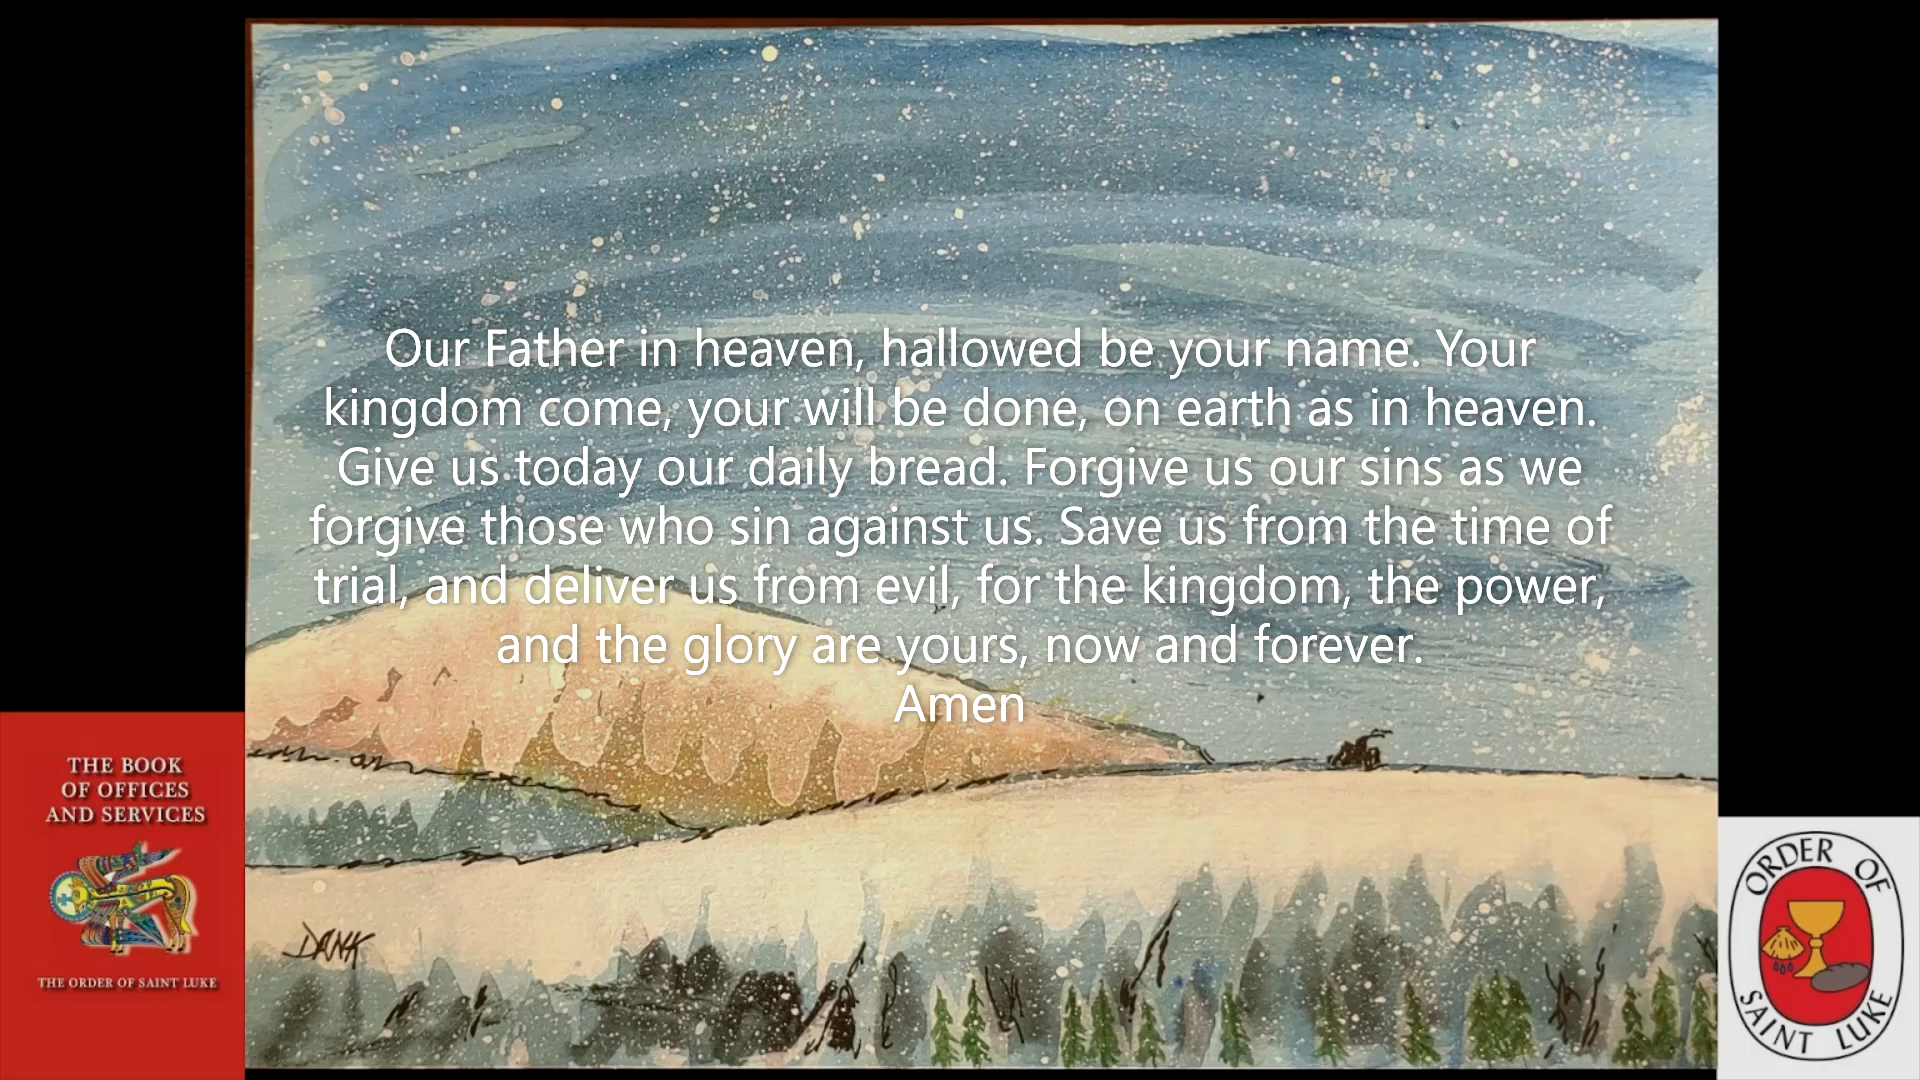 Our Father in heaven, hallowed be your name. Your
kingdom come, your will be done, on earth as in heaven.
Give us today our daily bread. Forgive us our sins as we
forgive those who sin against us. Save us from the time of
trial, and deliver us from evil, for the kingdom, the power,
and the glory are yours, now and forever.
Amen
THE BOOK
OF OFFICES
AND SERVICES
THE ORDER OF SAINT LUKE
DANK
ORDER OF
SAINT LUKE